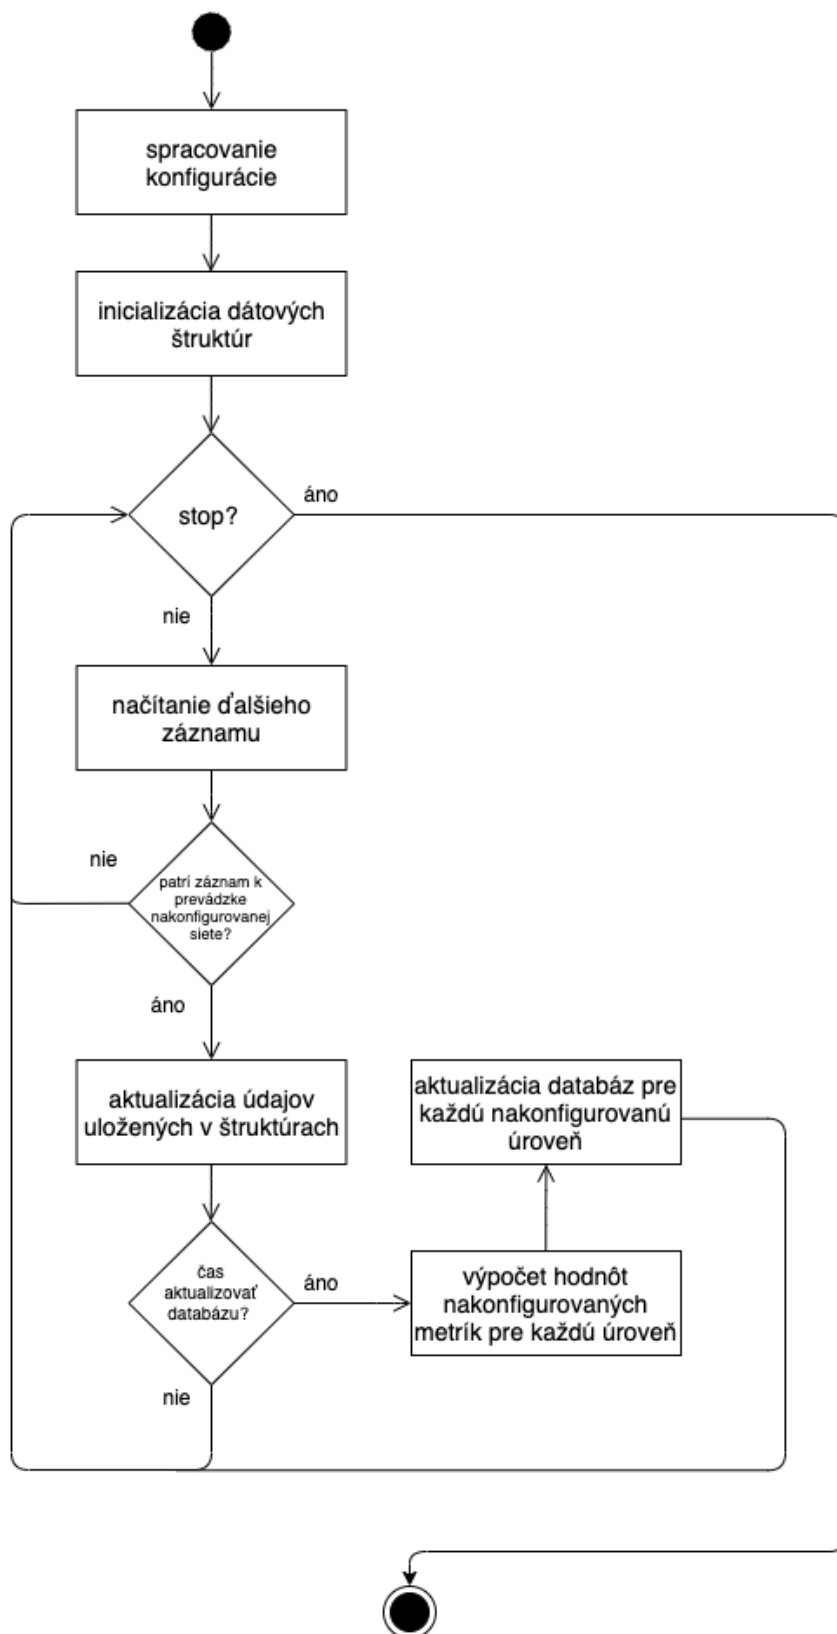 spracovanie
konfigurácie
inicializácia dátových
štruktúr
stop?
áno
nie
načítanie ďalšieho
záznamu
nie
patrí záznam k
prevádzke
nakonfigurovanej
siete?
áno
aktualizácia údajov
uložených v štruktúrach
aktualizácia databáz pre
každú nakonfigurovanú
úroveň
čas
aktualizovať
databázu?
áno
výpočet hodnôt
nakonfigurovaných
metrík pre každú úroveň
nie